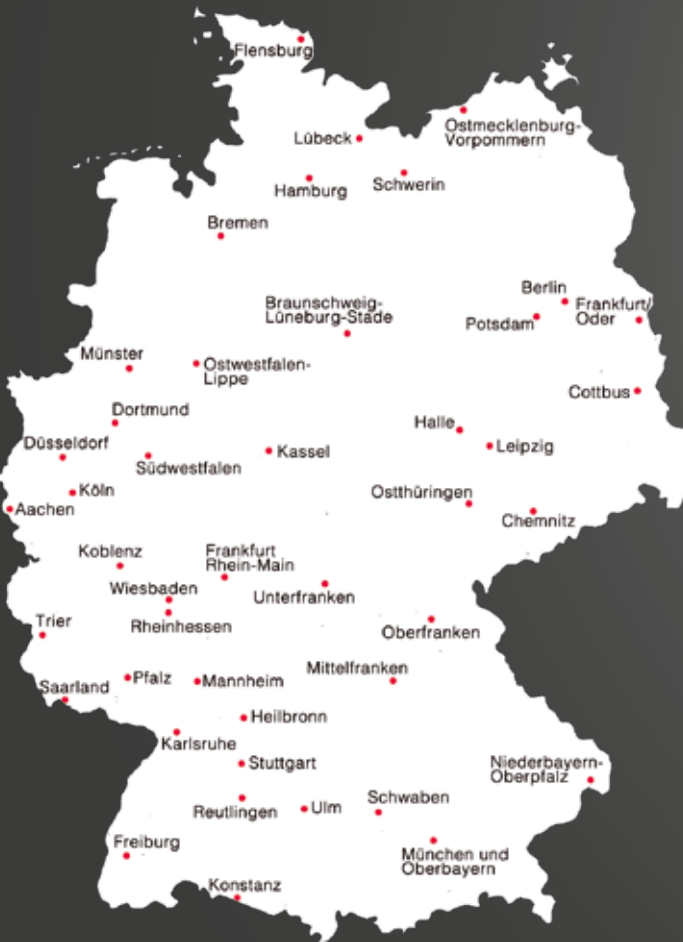 Flensburg
Ostmecklenburg-
Vorpommern
Lübeck
Schwerin
Hamburg
Bremen
Berlin
Braunschweig-
Lüneburg-Stade
Frankfurt/
Oder
Potsdam
Münster
Ostwestfalen-
Lippe
Cottbus
Dortmund
Halle
Düsseldorf
Leipzig
Kassel
Südwestfalen
Köln
Ostthüringen
Aachen
Chemnitz
Koblenz
Frankfurt
Rhein-Main
Wiesbaden
Unterfranken
Trier
Rheinhessen
Oberfranken
Mittelfranken
Pfalz
Mannheim
Saarland
Heilbronn
Karlsruhe
Stuttgart
Niederbayern-
Oberpfalz
Schwaben
Reutlingen
Ulm
Freiburg
München und
Oberbayern
Konstanz